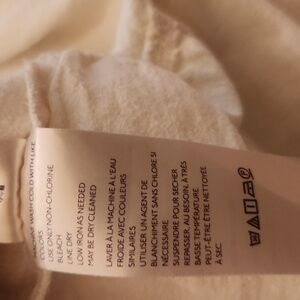 WASH COLD WITH LIKE
COLORS
USE ONLY NON-CHLORINE
BLEACH
LINE DRY
LOW IRON AS NEEDED
MAY BE DRY CLEANED
LAVER À LA MACHINE À L'EAU
FROIDE AVEC COULEURS
SIMILAIRES
UTILISER UN AGENT DE
BLANCHIMENT SANS CHLORE SI
NÉCESSAIRE
SUSPENDRE POUR SECHER
REPASSER, AU BESOIN, À TRÈS
BASSE TEMPÉRATURE
PEUT-ÊTRE ÊTRE NETTOYÉE
A SEC